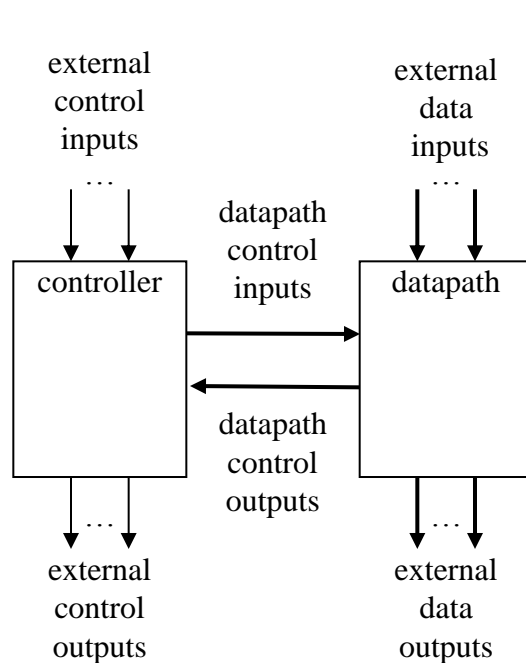 external
control
inputs
...
external
data
inputs
...
datapath
control
inputs
controller
datapath
datapath
control
outputs
...
external
control
outputs
...
external
data
outputs